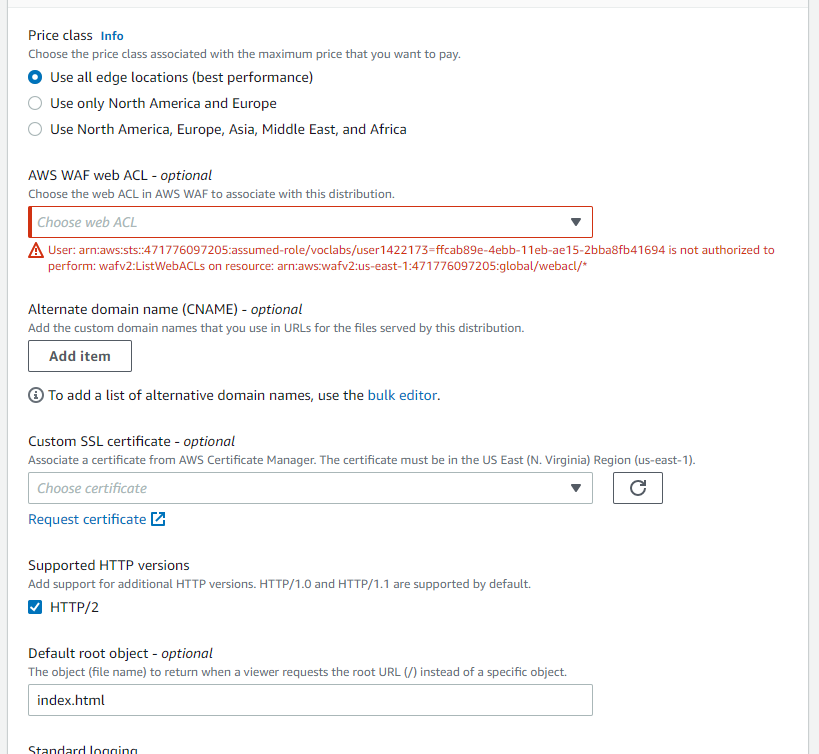 Price class Info
Choose the price class associated with the maximum price that you want to pay.
Use all edge locations (best performance)
Use only North America and Europe
Use North America, Europe, Asia, Middle East, and Africa
AWS WAF web ACL - optional
Choose the web ACL in AWS WAF to associate with this distribution.
Choose web ACL
User: arn:aws:sts::471776097205:assumed-role/voclabs/user1422173=ffcab89e-4ebb-11eb-ae15-2bba8fb41694 is not authorized to
perform: wafv2:ListWebACLs on resource: arn:aws:wafv2:us-east-1:471776097205:global/webacl/*
Alternate domain name (CNAME) - optional
Add the custom domain names that you use in URLs for the files served by this distribution.
Add item
To add a list of alternative domain names, use the bulk editor.
Custom SSL certificate - optional
Associate a certificate from AWS Certificate Manager. The certificate must be in the US East (N. Virginia) Region (us-east-1).
Choose certificate
Request certificate
Supported HTTP versions
Add support for additional HTTP versions. HTTP/1.0 and HTTP/1.1 are supported by default.
HTTP/2
Default root object - optional
The object (file name) to return when a viewer requests the root URL (/) instead of a specific object.
index.html
Standard logging